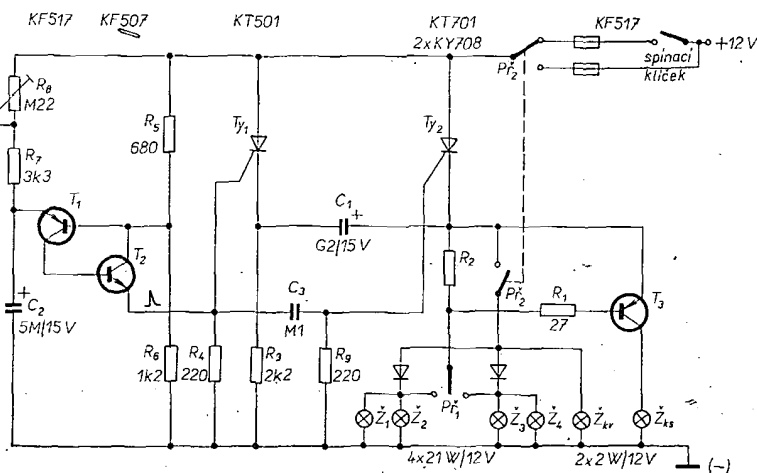 KF517 KF507 KT501 KT701 KF517
2xKY708
Př2
+12V
spínací
klíček
R8
M22
R5
680
Ty1
Ty2
R7
3k3
T1
C1
+
G2/15V
T2
R2
Př2
C3
M1
R1
27
T3
+
C2
5M/15V
R6
1k2
R4
220
R3
2k2
R9
220
Př1
Ž1
Ž2
Ž3
Ž4
Žkv
Žks
4x21W/12V
2x2W/12V
(-)